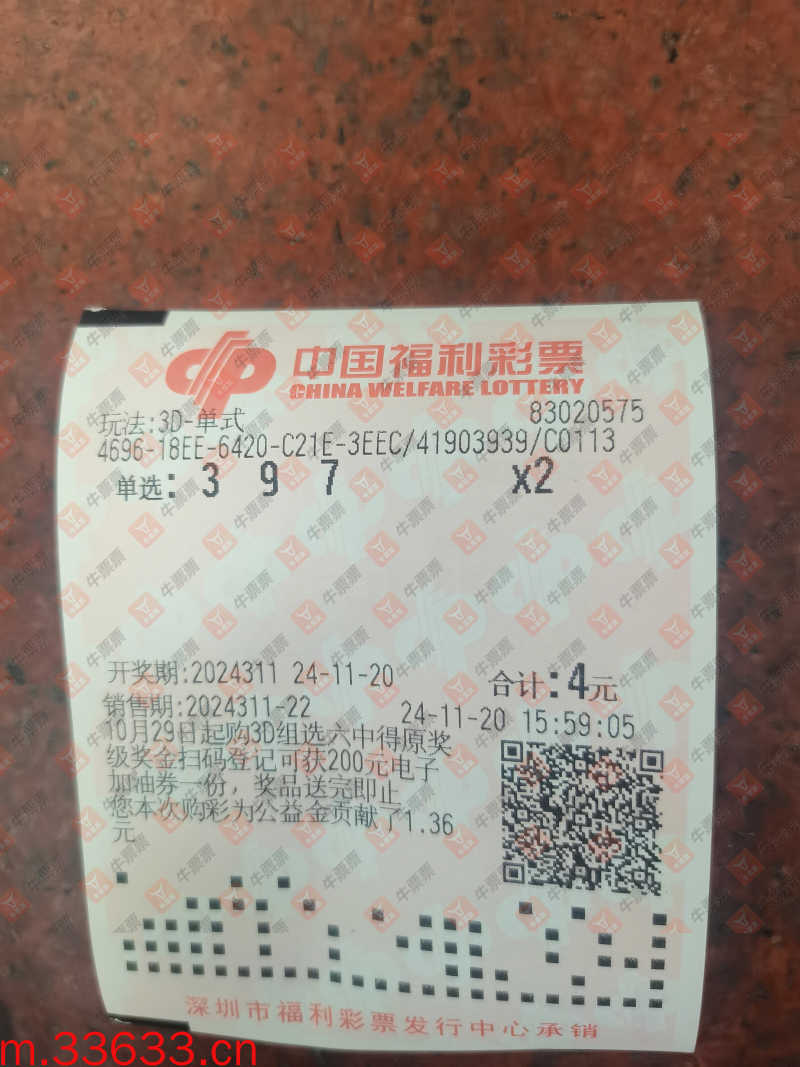 中国福利彩票
CHINA WELFARE LOTTERY
玩法:3D-单式 83020575
4696-18EE-6420-C21E-3EEC/41903939/C0113
单选: 3 9 7 x2
开奖期:2024311 24-11-20 合计:4元
销售期:2024311-22 24-11-20 15:59:05
10月29日起购3D组选六中得原奖
级奖金扫码登记可获200元电子
加油券一份，奖品送完即止
您本次购彩为公益金贡献了1.36
元
深圳市福利彩票发行中心承销
m.33633.cn
牛票票